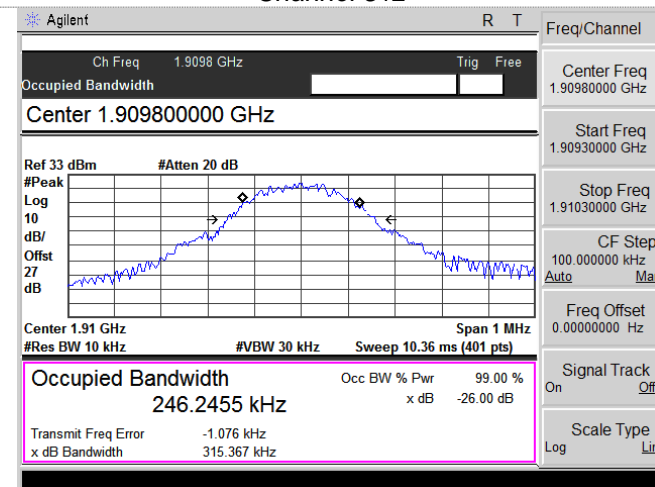 Agilent R T
Ch Freq 1.9098 GHz Trig Free
Occupied Bandwidth
Center 1.909800000 GHz
Ref 33 dBm #Atten 20 dB
#Peak
Log
10
dB/
Offst
27
dB
Center 1.91 GHz Span 1 MHz
#Res BW 10 kHz #VBW 30 kHz Sweep 10.36 ms (401 pts)
Occupied Bandwidth Occ BW % Pwr 99.00 %
246.2455 kHz x dB -26.00 dB
Transmit Freq Error -1.076 kHz
x dB Bandwidth 315.367 kHz
Freq/Channel
Center Freq
1.90980000 GHz
Start Freq
1.90930000 GHz
Stop Freq
1.91030000 GHz
CF Step
100.000000 kHz
Auto Ma
Freq Offset
0.00000000 Hz
Signal Track
On Off
Scale Type
Log Lin